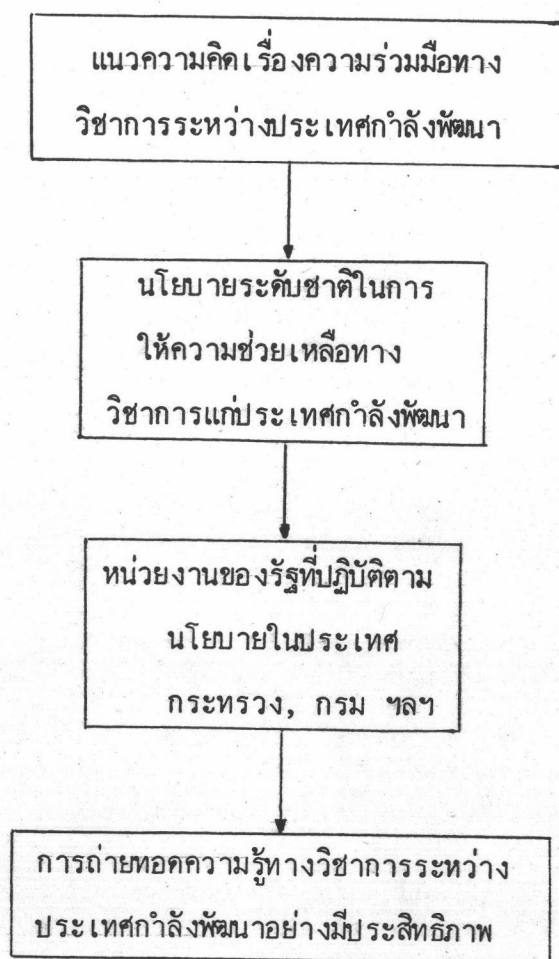 แนวความคิดเรื่องความร่วมมือทาง
วิชาการระหว่างประเทศกำลังพัฒนา
นโยบายระดับชาติในการ
ให้ความช่วยเหลือทาง
วิชาการแก่ประเทศกำลังพัฒนา
หน่วยงานของรัฐที่ปฏิบัติตาม
นโยบายในประเทศ
กระทรวง, กรม ฯลฯ
การถ่ายทอดความรู้ทางวิชาการระหว่าง
ประเทศกำลังพัฒนาอย่างมีประสิทธิภาพ